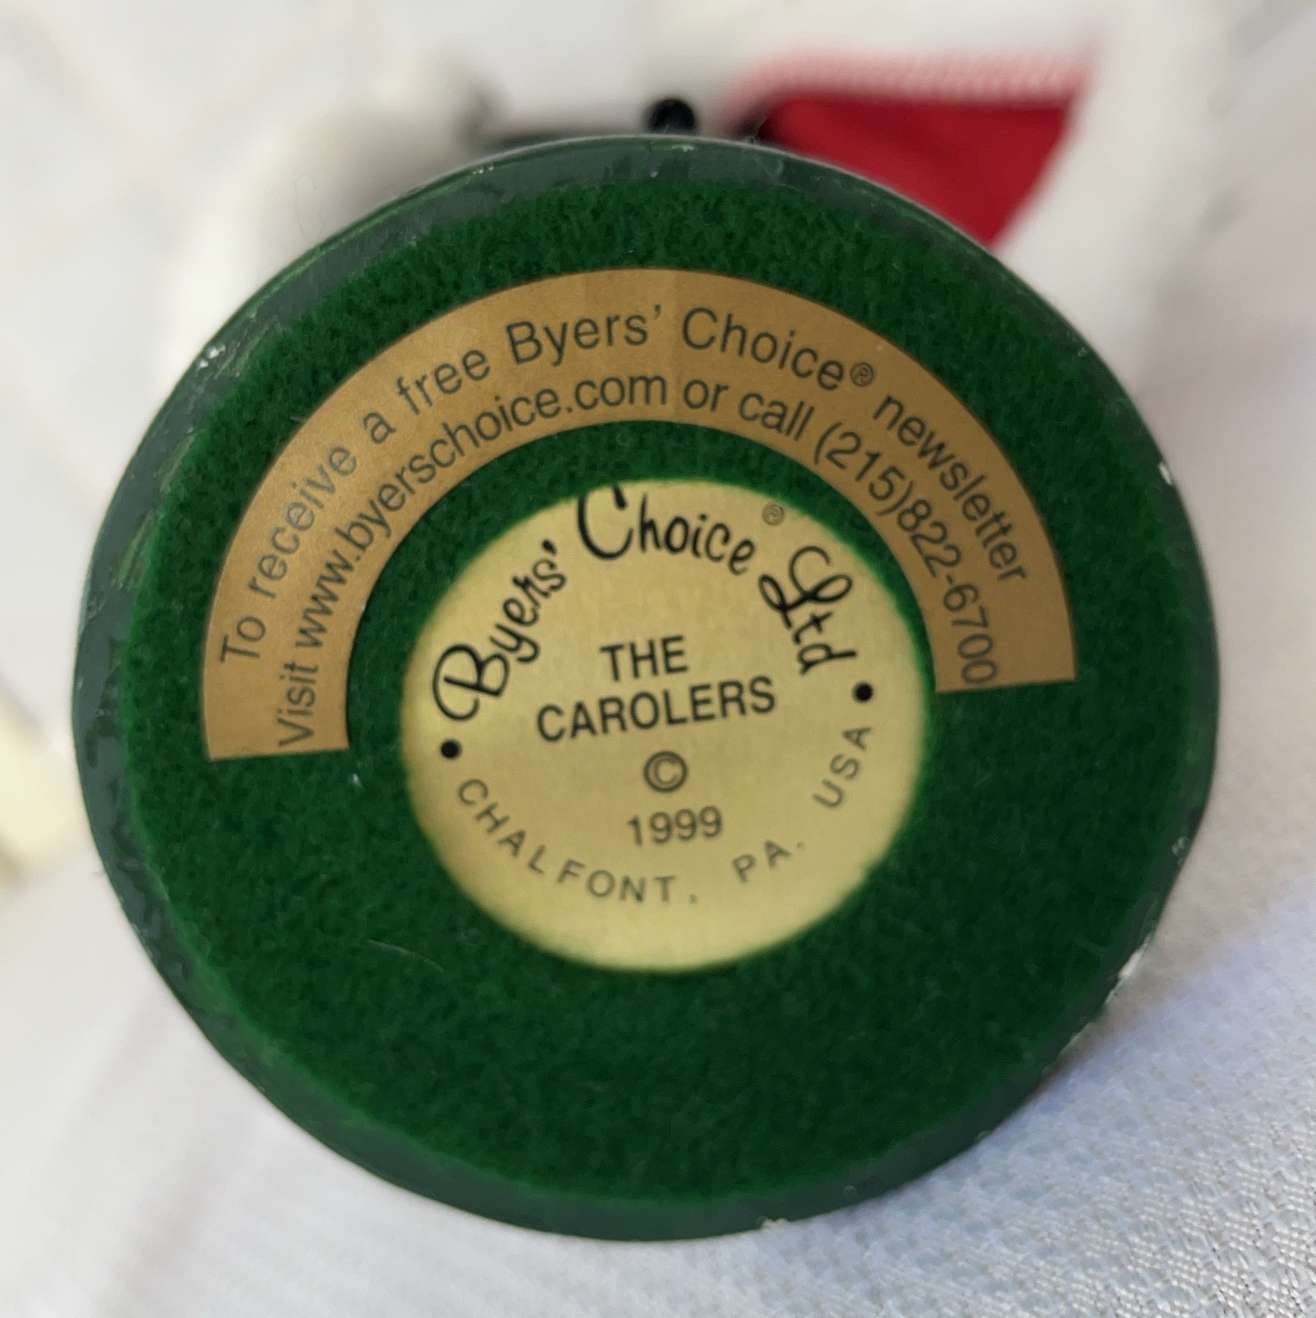 To receive a free Byers' Choice® newsletter
Visit www.byerschoice.com or call (215)822-6700
Byers' Choice Ltd®
THE
CAROLERS
©
1999
• CHALFONT, PA. USA •